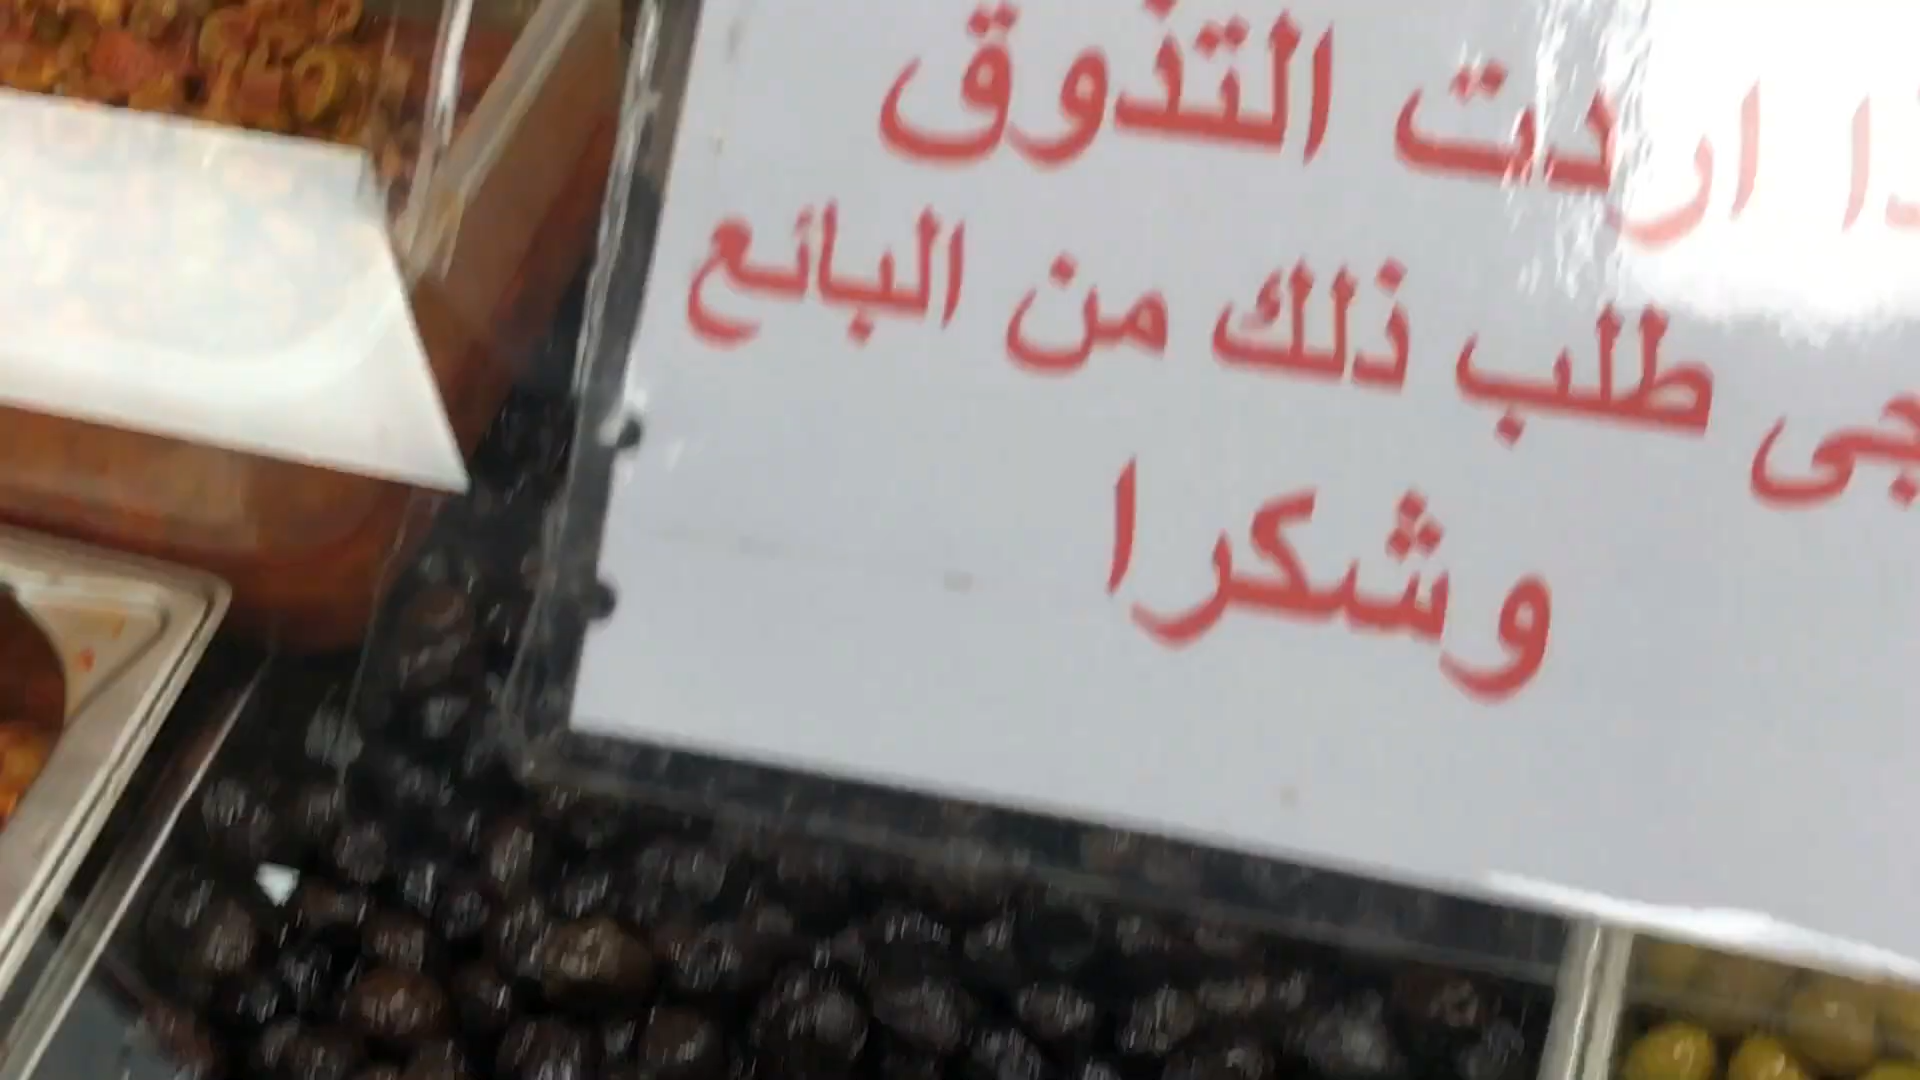 اردت التذوق
طلب ذلك من البائع
وشكرا